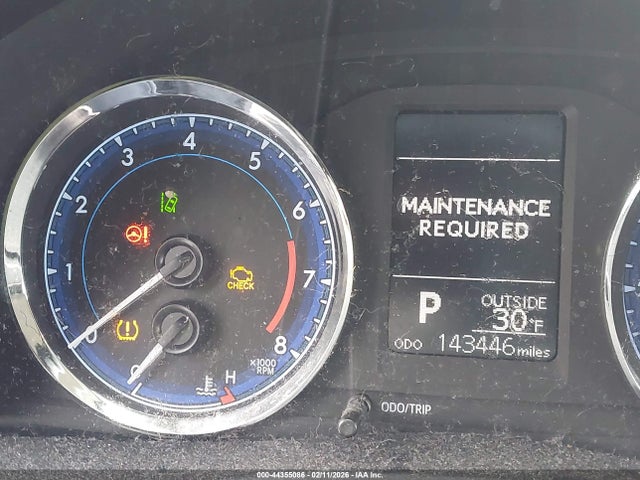 0
1
2
3
4
5
6
7
8
CHECK
x1000
RPM
H
MAINTENANCE
REQUIRED
P
OUTSIDE
30°F
ODO 143446 miles
ODO/TRIP
000-44355086 - 02/11/2026 - IAA Inc.